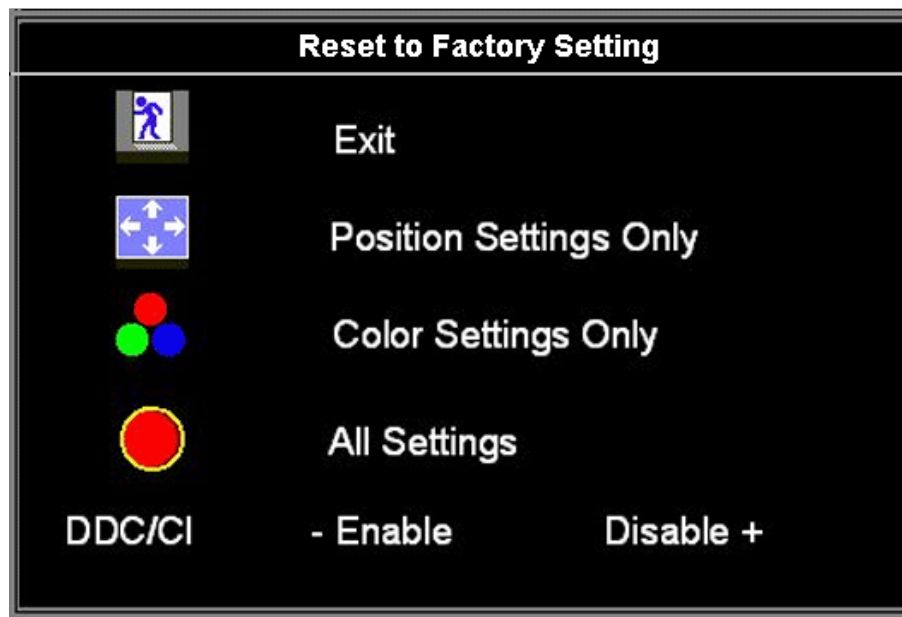 Reset to Factory Setting
Exit
Position Settings Only
Color Settings Only
All Settings
DDC/CI - Enable Disable +